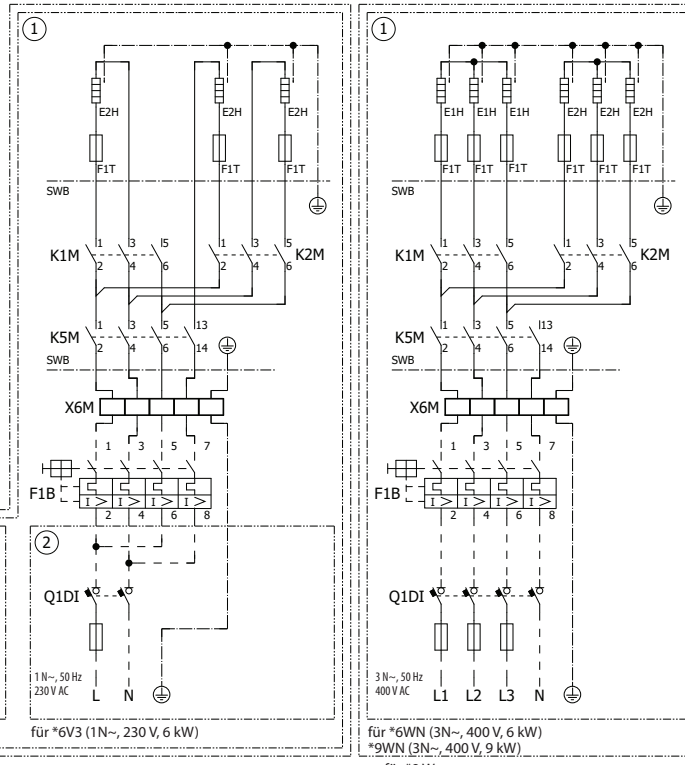 1
E2H E2H E2H
F1T F1T F1T
SWB
1 3 5 1 3 5
K1M K2M
2 4 6 2 4 6
1 3 5 13
K5M
2 4 6 14
SWB
X6M
1 3 5 7
F1B
I > I > I > I >
2 4 6 8
2
Q1DI
1 N~, 50 Hz
230 V AC
L N
für *6V3 (1N~, 230 V, 6 kW)
1
E1H E1H E1H E2H E2H E2H
F1T F1T F1T F1T F1T F1T
SWB
1 3 5 1 3 5
K1M K2M
2 4 6 2 4 6
1 3 5 13
K5M
2 4 6 14
SWB
X6M
1 3 5 7
F1B
I > I > I > I >
2 4 6 8
Q1DI
3 N~, 50 Hz
400 V AC
L1 L2 L3 N
für *6WN (3N~, 400 V, 6 kW)
*9WN (3N~, 400 V, 9 kW)